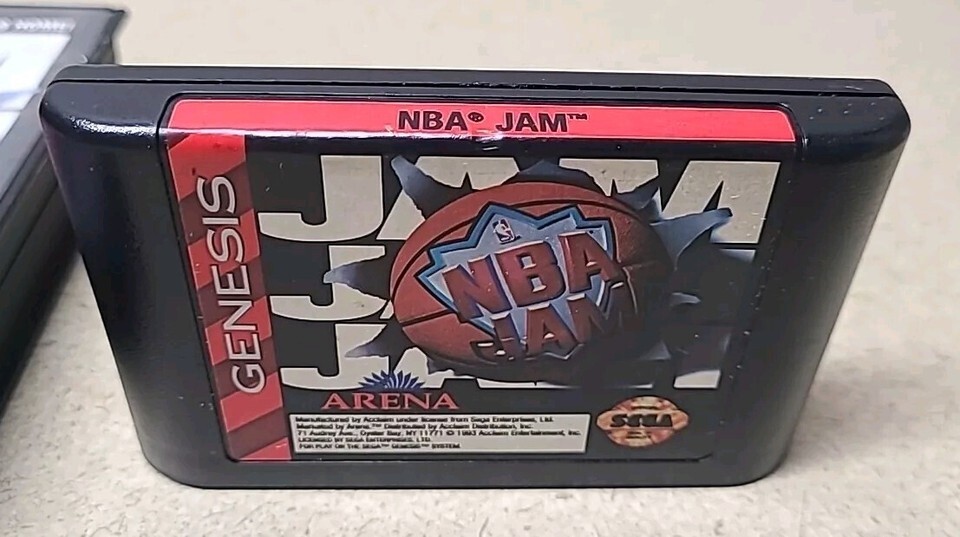 NBA® JAM™
GENESIS
JAM
JAM
JAM
NBA
JAM
ARENA
Manufactured by Acclaim under license from Sega Enterprises, Ltd.
Marketed by Arena.™ Distributed by Acclaim Distribution, Inc.
71 Audrey Ave., Oyster Bay, NY 11771 © 1993 Acclaim Entertainment, Inc.
LICENSED BY SEGA ENTERPRISES, LTD.
FOR PLAY ON THE SEGA™ GENESIS™ SYSTEM.
SEGA